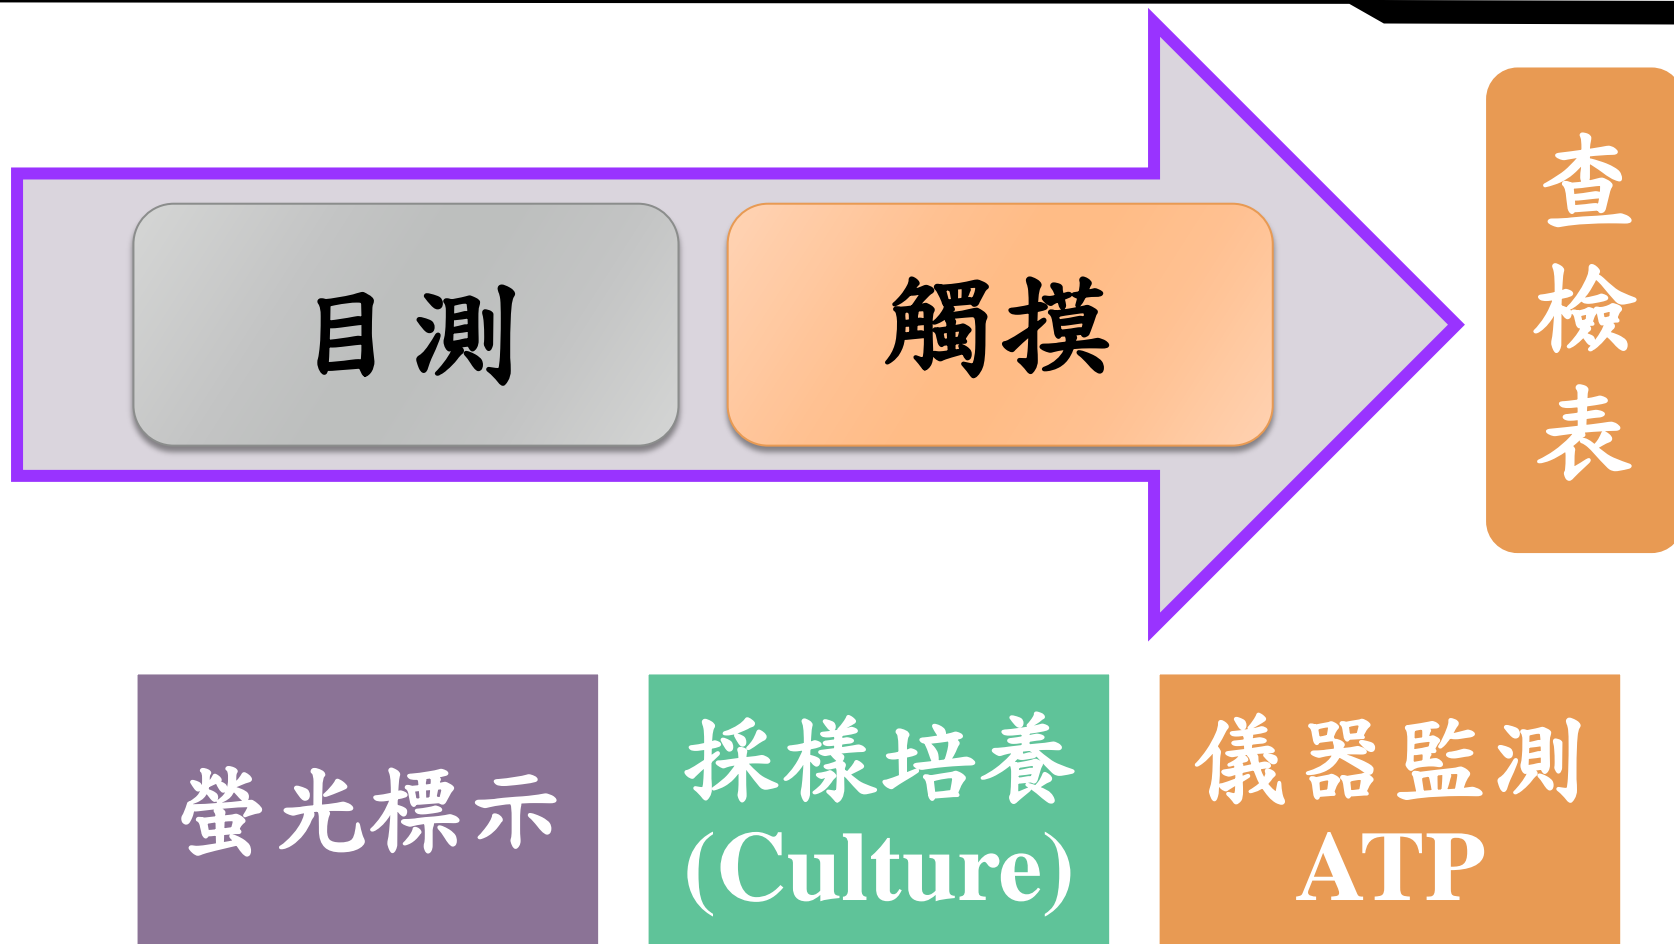 目測
觸摸
查檢表
螢光標示
採樣培養
(Culture)
儀器監測
ATP